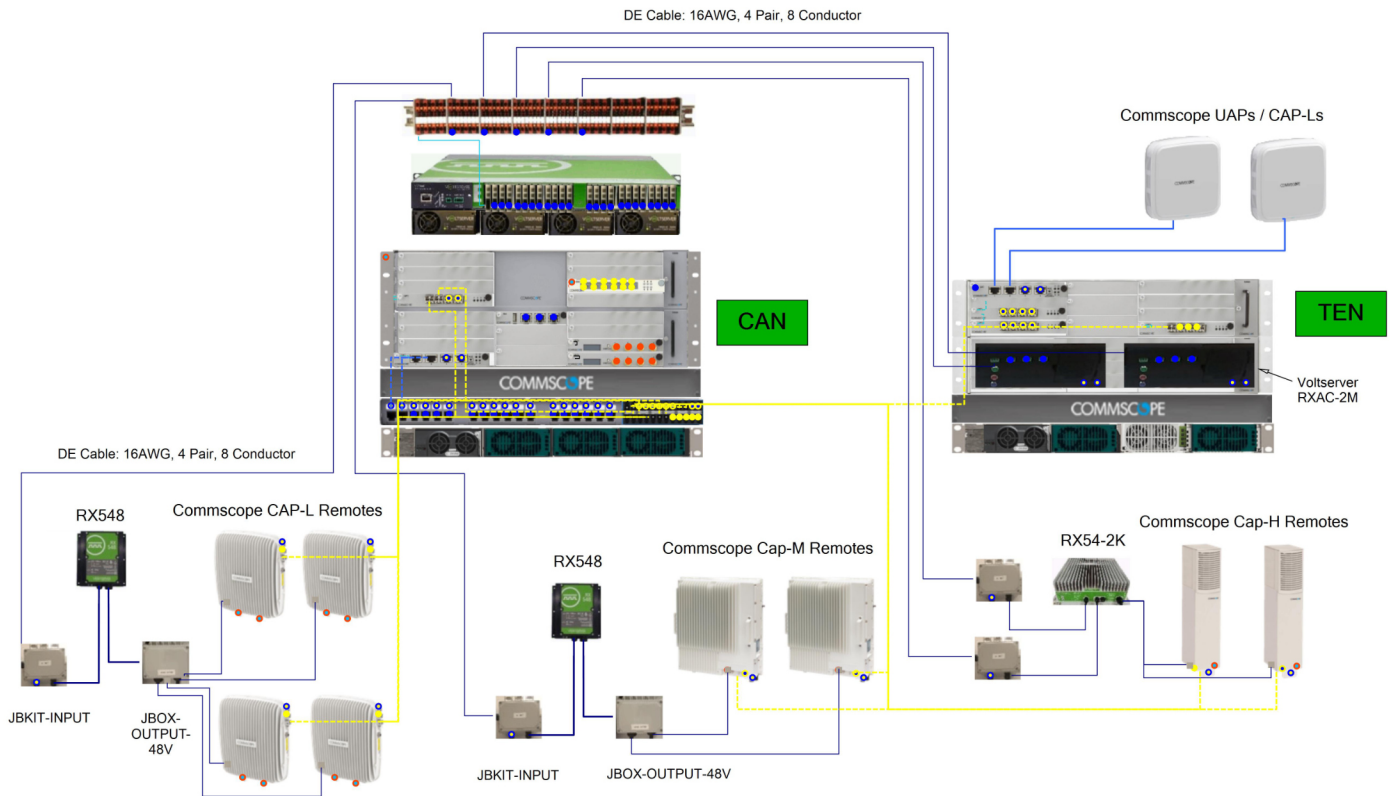 DE Cable: 16AWG, 4 Pair, 8 Conductor
Commscope UAPs / CAP-Ls
CAN
TEN
COMMSCOPE
COMMSCOPE
Voltserver
RXAC-2M
DE Cable: 16AWG, 4 Pair, 8 Conductor
RX548
Commscope CAP-L Remotes
RX548
Commscope Cap-M Remotes
RX54-2K
Commscope Cap-H Remotes
JBKIT-INPUT
JBOX-
OUTPUT-
48V
JBKIT-INPUT
JBOX-OUTPUT-48V